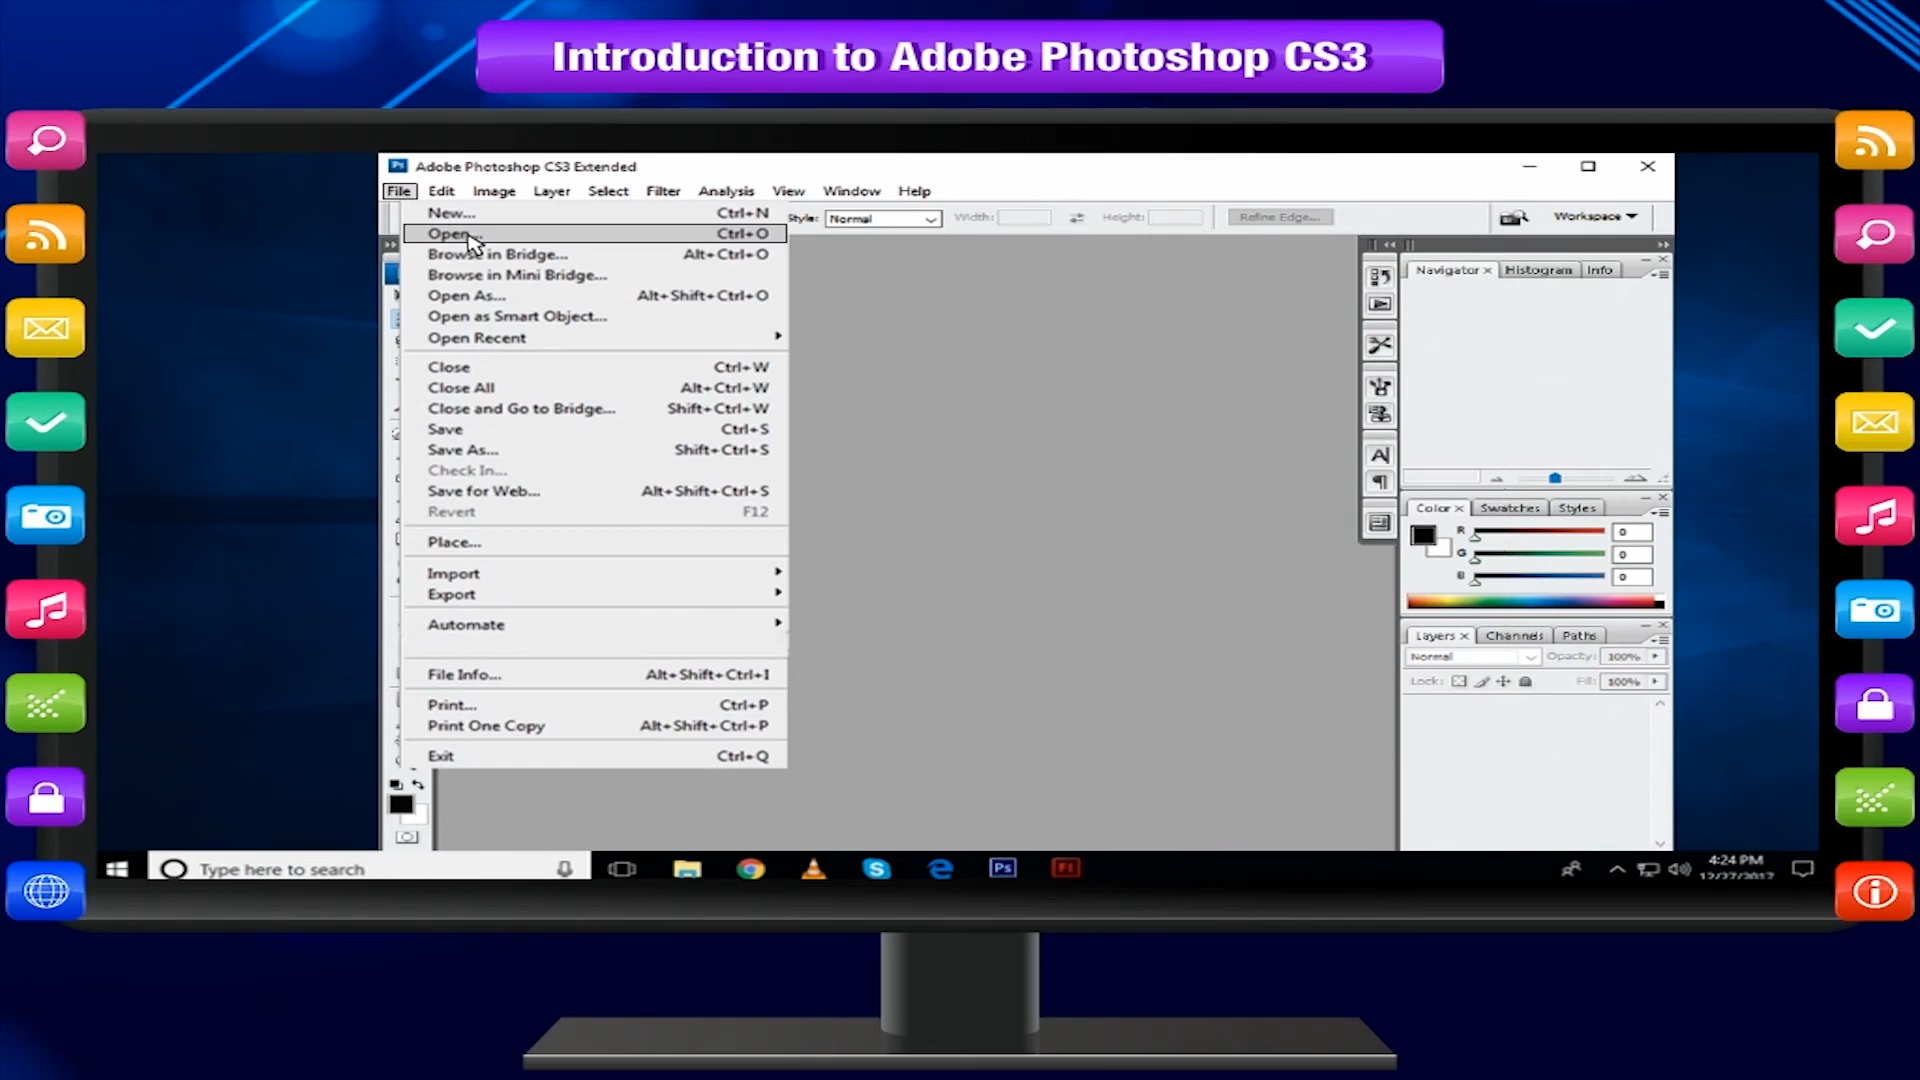 Introduction to Adobe Photoshop CS3
Ps Adobe Photoshop CS3 Extended
File Edit Image Layer Select Filter Analysis View Window Help
Style: Normal Width: Height: Refine Edge... Workspace
New... Ctrl+N
Open... Ctrl+O
Browse in Bridge... Alt+Ctrl+O
Browse in Mini Bridge...
Open As... Alt+Shift+Ctrl+O
Open as Smart Object...
Open Recent
Close Ctrl+W
Close All Alt+Ctrl+W
Close and Go to Bridge... Shift+Ctrl+W
Save Ctrl+S
Save As... Shift+Ctrl+S
Check In...
Save for Web... Alt+Shift+Ctrl+S
Revert F12
Place...
Import
Export
Automate
File Info... Alt+Shift+Ctrl+I
Print... Ctrl+P
Print One Copy Alt+Shift+Ctrl+P
Exit Ctrl+Q
Navigator x Histogram Info
Color x Swatches Styles
R 0
G 0
B 0
Layers x Channels Paths
Normal Opacity: 100%
Lock: Fill: 100%
Type here to search
Ps
Fl
4:24 PM
12/27/2017